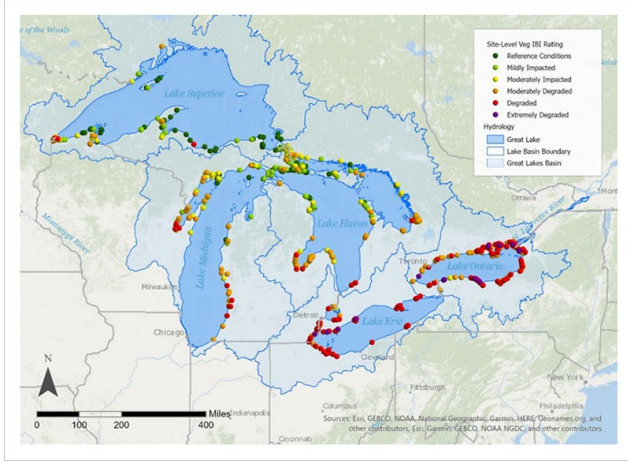 e of the Woods
Lake Superior
Site-Level Veg IBI Rating
Reference Conditions
Mildly Impacted
Moderately Impacted
Moderately Degraded
Degraded
Extremely Degraded
Hydrology
Great Lake
Lake Basin Boundary
Great Lakes Basin
Ottawa
Mont
St. Lawrence River
Mississippi River
Lake Huron
Lake Michigan
Toronto
Lake Ontario
Milwaukee
Detroit
Lake Erie
Chicago
Cleveland
New York
Pittsburgh
Philadelphia
N
Miles
0 100 200 400
Indianapolis
Columbus
Cincinnati
Sources: Esri, GEBCO, NOAA, National Geographic, Garmin, HERE, Geonames.org, and
other contributors, Esri, Garmin, GEBCO, NOAA NGDC, and other contributors